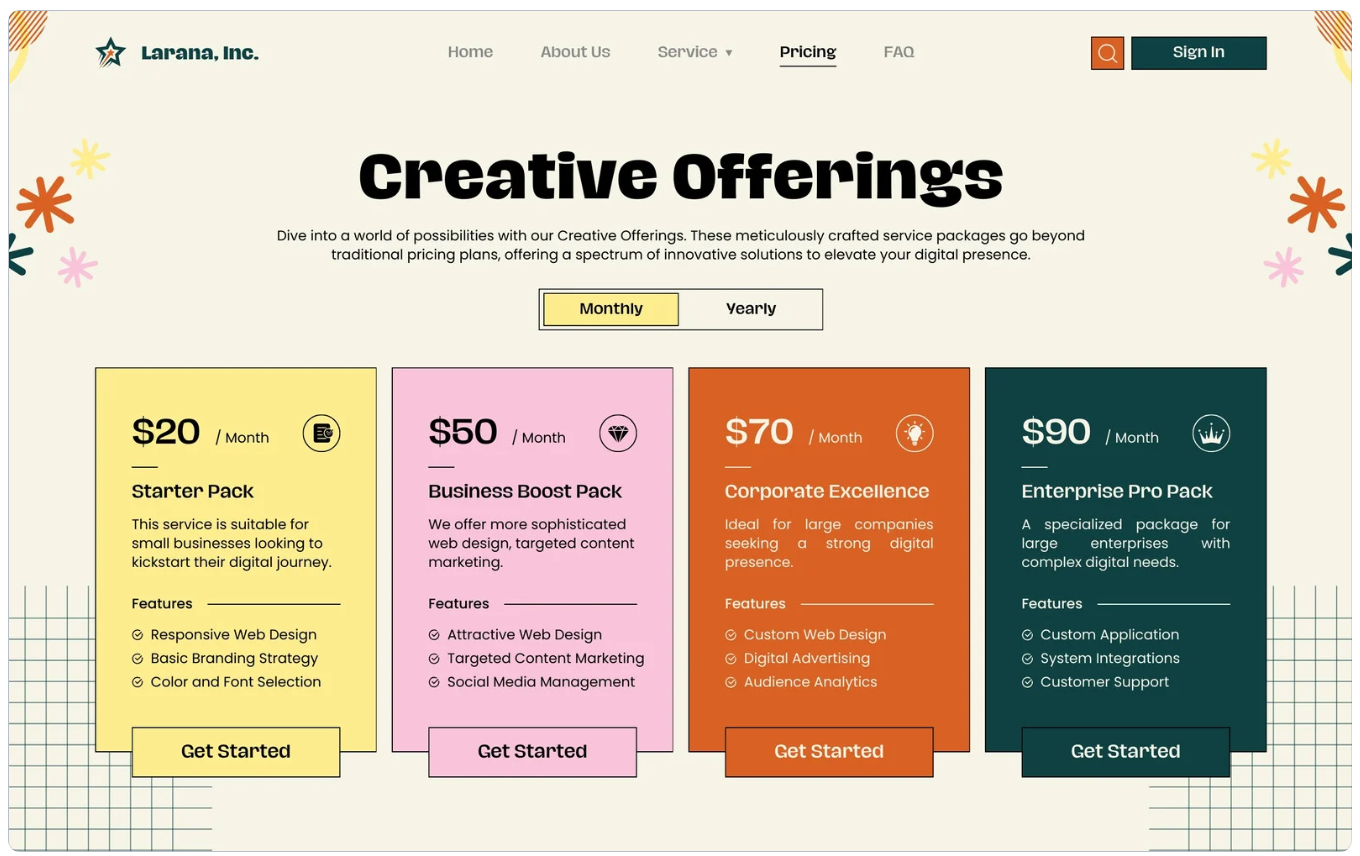 Larana, Inc.
Home About Us Service ▾ Pricing FAQ
Sign In
Creative Offerings
Dive into a world of possibilities with our Creative Offerings. These meticulously crafted service packages go beyond
traditional pricing plans, offering a spectrum of innovative solutions to elevate your digital presence.
Monthly Yearly
$20 / Month
Starter Pack
This service is suitable for
small businesses looking to
kickstart their digital journey.
Features
Responsive Web Design
Basic Branding Strategy
Color and Font Selection
Get Started
$50 / Month
Business Boost Pack
We offer more sophisticated
web design, targeted content
marketing.
Features
Attractive Web Design
Targeted Content Marketing
Social Media Management
Get Started
$70 / Month
Corporate Excellence
Ideal for large companies
seeking a strong digital
presence.
Features
Custom Web Design
Digital Advertising
Audience Analytics
Get Started
$90 / Month
Enterprise Pro Pack
A specialized package for
large enterprises with
complex digital needs.
Features
Custom Application
System Integrations
Customer Support
Get Started